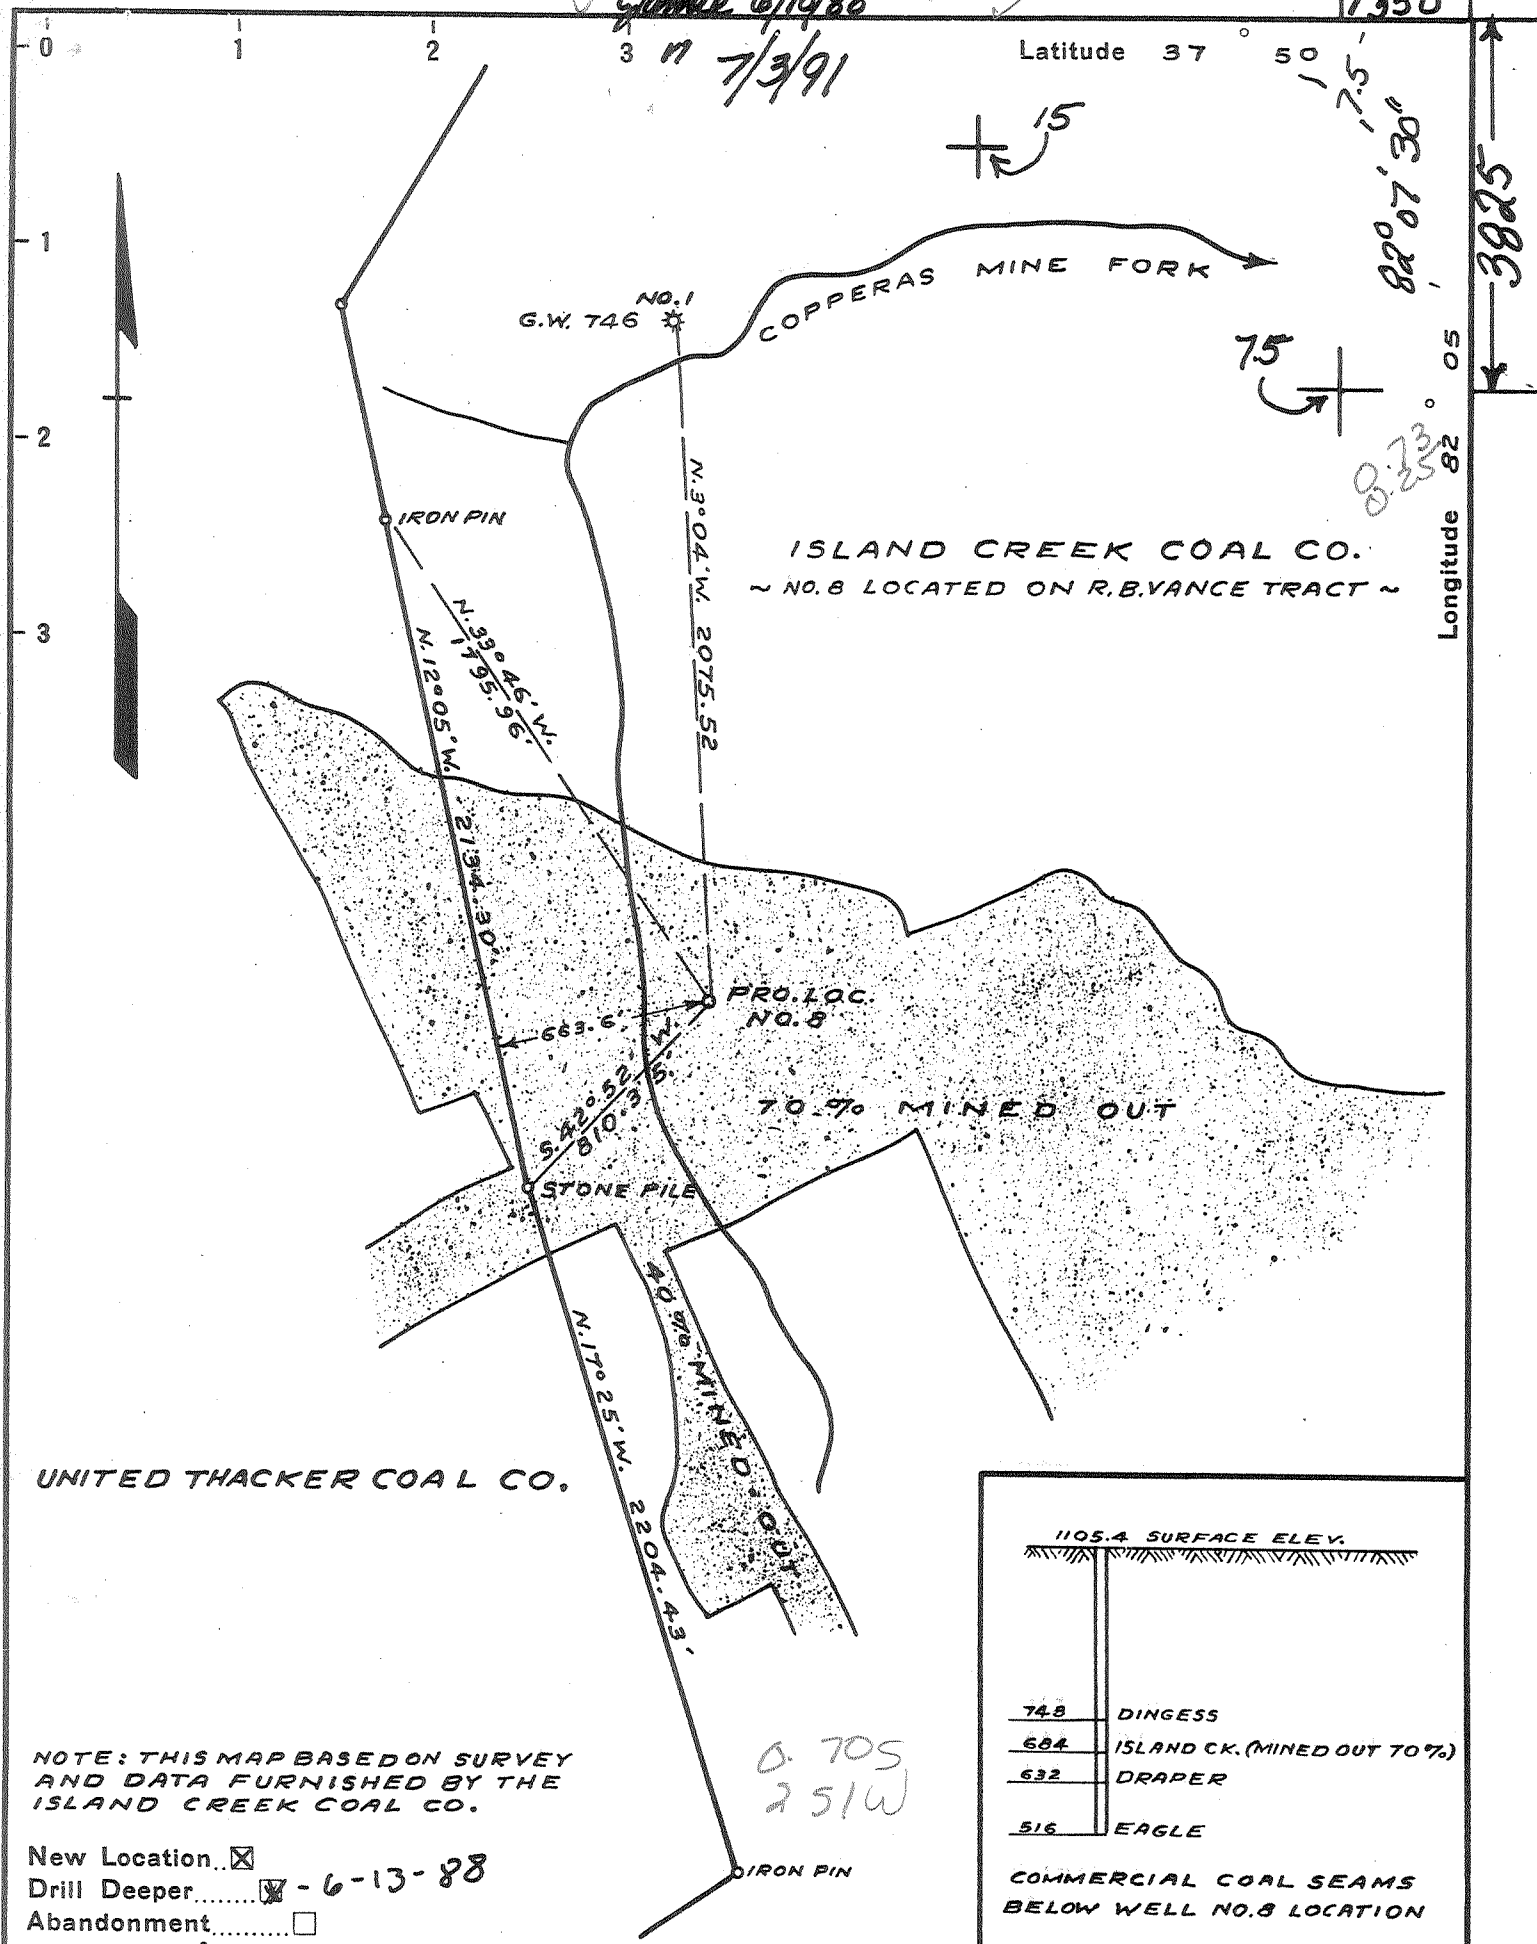 6/19/88
1350
0 1 2 3
n 7/3/91
Latitude 37° 50'
7.5
82° 07' 30"
3825
15
1
COPPERAS MINE FORK
NO. 1
G.W. 746
75
Longitude 82° 05
2
0.73
0.25
N. 3° 04' W. 2075.52
IRON PIN
ISLAND CREEK COAL CO.
~ NO. 8 LOCATED ON R.B. VANCE TRACT ~
3
N. 33° 46' W.
1795.96'
N. 12° 05' W. 2134.30'
PRO. LOC.
NO. 8
663.6'
S. 42° 52' W.
810.35'
70% MINED OUT
STONE PILE
40% MINED OUT
N. 17° 25' W. 2204.43'
UNITED THACKER COAL CO.
1105.4 SURFACE ELEV.
748 DINGESS
684 ISLAND CK. (MINED OUT 70%)
632 DRAPER
516 EAGLE
COMMERCIAL COAL SEAMS
BELOW WELL NO. 8 LOCATION
0.70S
2.51W
NOTE: THIS MAP BASED ON SURVEY
AND DATA FURNISHED BY THE
ISLAND CREEK COAL CO.
IRON PIN
New Location..☒
Drill Deeper.......☒ - 6-13-88
Abandonment..........☐